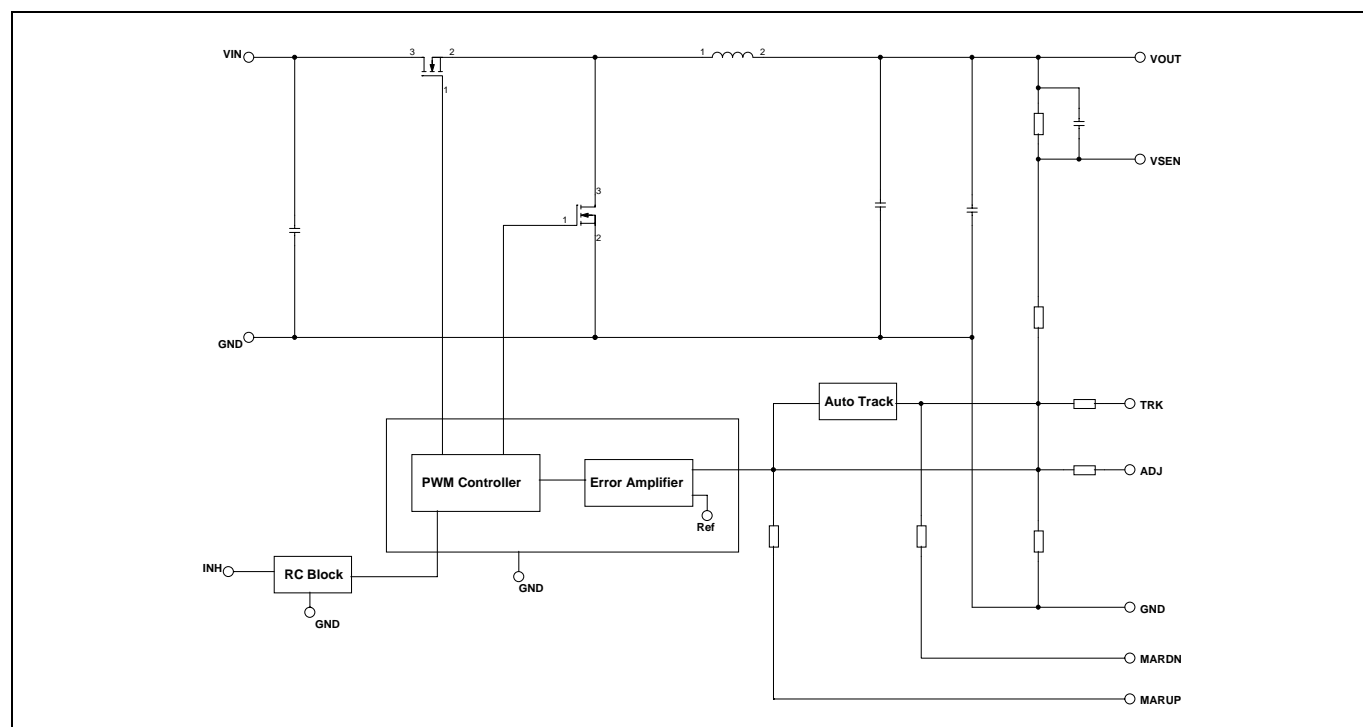 3 2 1 2
VIN VOUT
1
VSEN
3
1
2
GND
Auto Track TRK
PWM Controller Error Amplifier ADJ
Ref
INH RC Block GND
GND GND
MARDN
MARUP